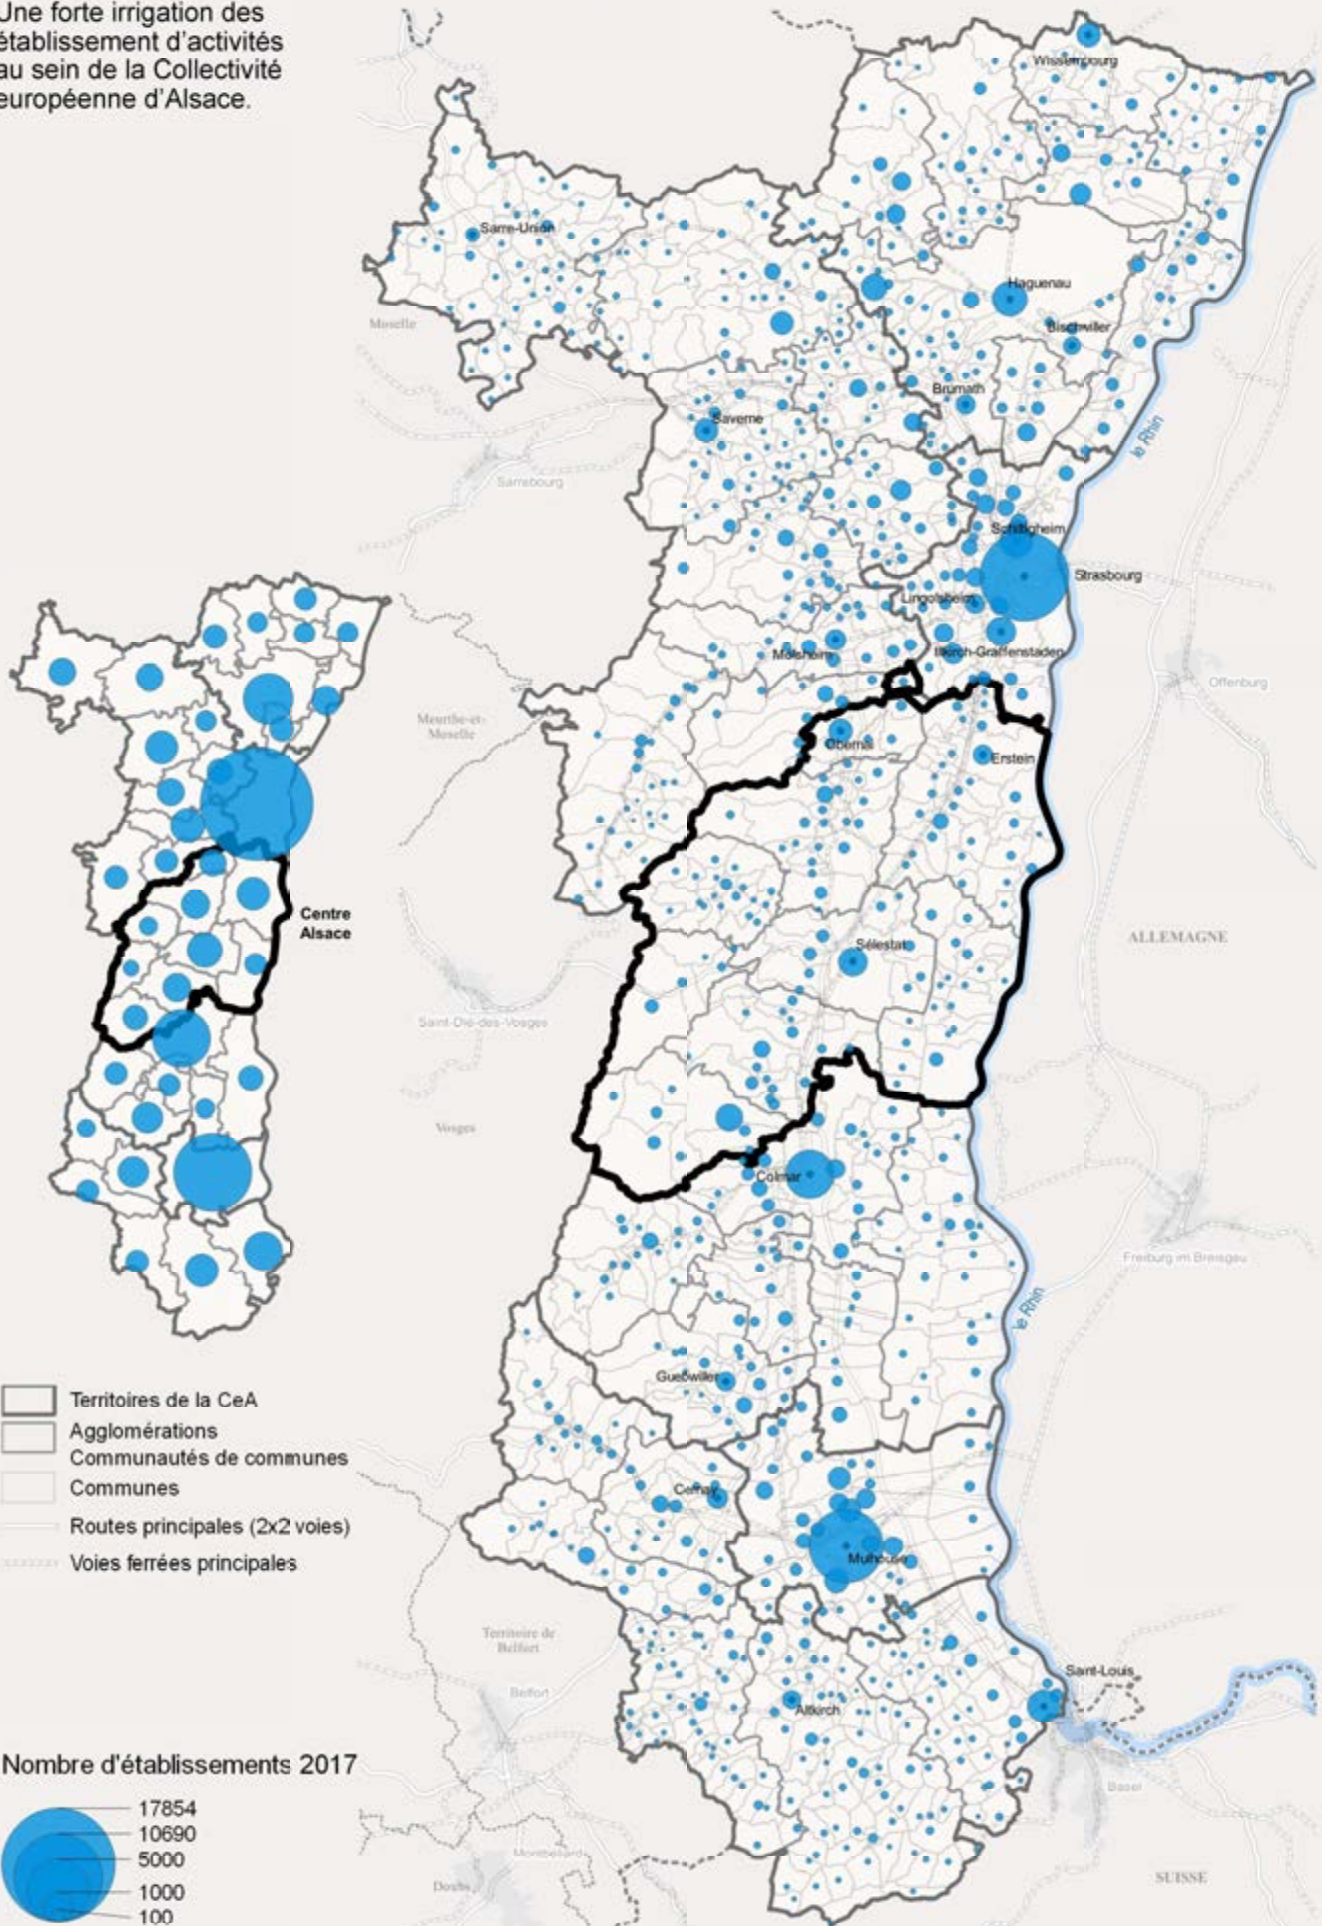 Une forte irrigation des
établissement d'activités
au sein de la Collectivité
européenne d'Alsace.
Wissembourg
Sarre-Union
Haguenau
Moselle
Bischwiller
Brumath
Saverne
le Rhin
Sarrebourg
Schiltigheim
Strasbourg
Lingolsheim
Molsheim
Illkirch-Graffenstaden
Offenburg
Meurthe-et-
Moselle
Obernai
Erstein
Centre
Alsace
ALLEMAGNE
Sélestat
Saint-Dié-des-Vosges
Vosges
Colmar
Freiburg im Breisgau
le Rhin
Guebwiller
Territoires de la CeA
Agglomérations
Communautés de communes
Communes
Routes principales (2x2 voies)
Voies ferrées principales
Cernay
Mulhouse
Territoire de
Belfort
Saint-Louis
Belfort
Altkirch
Basel
Nombre d'établissements 2017
17854
10690
5000
1000
100
Montbéliard
Doubs
SUISSE